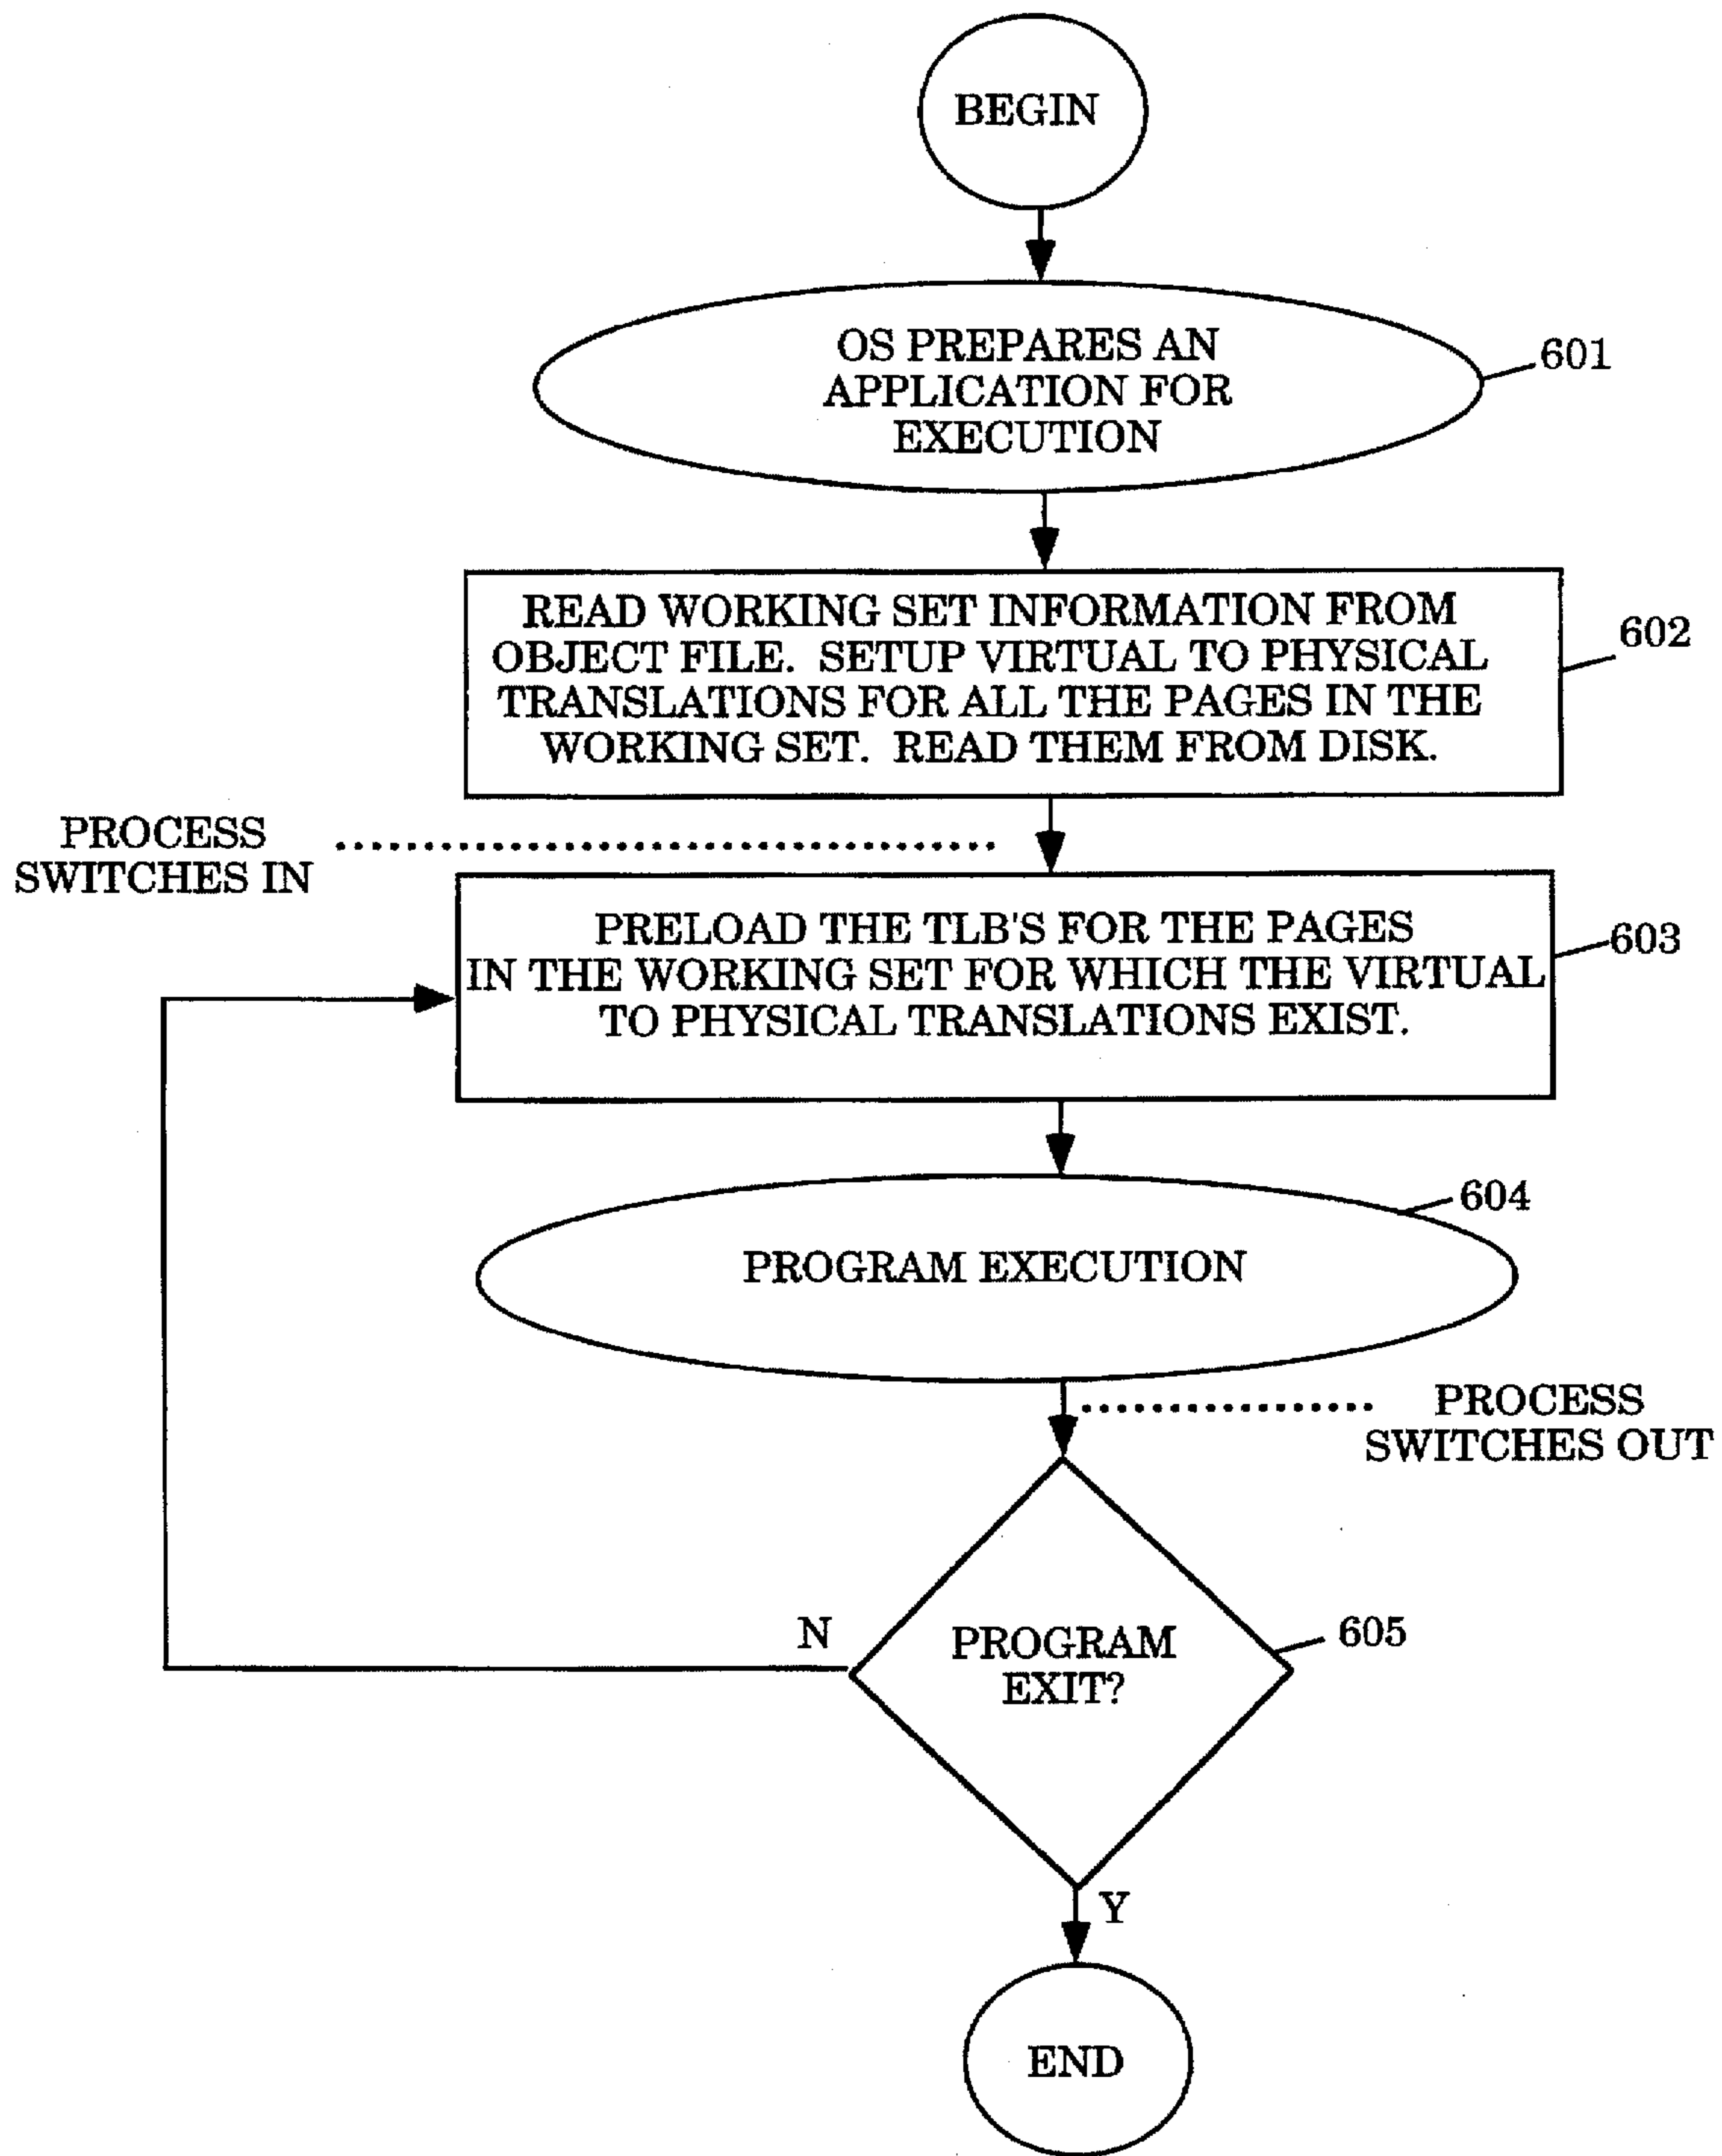 BEGIN
OS PREPARES AN
APPLICATION FOR
EXECUTION
601
READ WORKING SET INFORMATION FROM
OBJECT FILE. SETUP VIRTUAL TO PHYSICAL
TRANSLATIONS FOR ALL THE PAGES IN THE
WORKING SET. READ THEM FROM DISK.
602
PROCESS
SWITCHES IN
PRELOAD THE TLB'S FOR THE PAGES
IN THE WORKING SET FOR WHICH THE VIRTUAL
TO PHYSICAL TRANSLATIONS EXIST.
603
PROGRAM EXECUTION
604
PROCESS
SWITCHES OUT
N
PROGRAM
EXIT?
605
Y
END